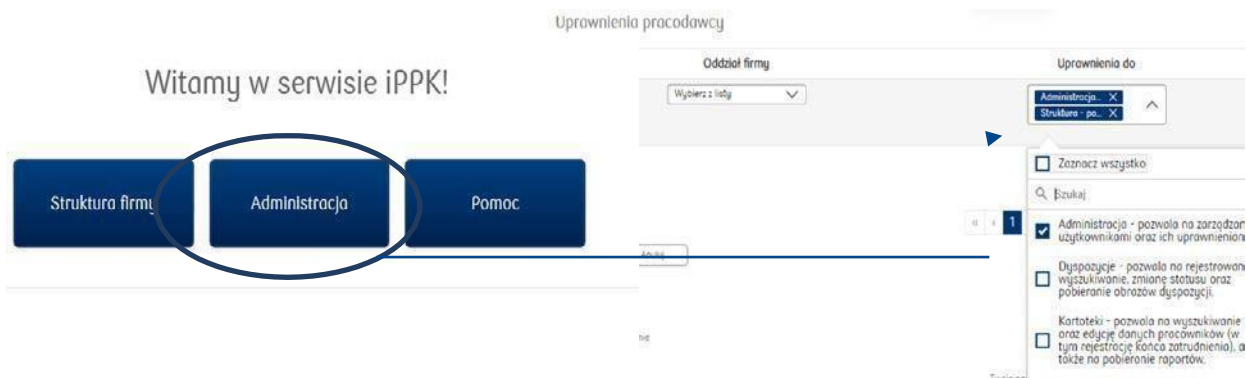 Uprawnienia pracodawcy
Witamy w serwisie iPPK!
Struktura firmy
Administracja
Pomoc
Oddział firmy
Uprawnienia do
Wybierz z listy
Administracja...
Struktura - po...
Zaznacz wszystko
Szukaj
« ‹ 1
Administracja - pozwala na zarządzan
użytkownikami oraz ich uprawnieniam
Dyspozycje - pozwala na rejestrowani
wyszukiwanie, zmianę statusu oraz
pobieranie obrazów dyspozycji.
Kartoteki - pozwala na wyszukiwanie
oraz edycję danych pracowników (w
tym rejestrację końca zatrudnienia), a
także na pobieranie raportów.